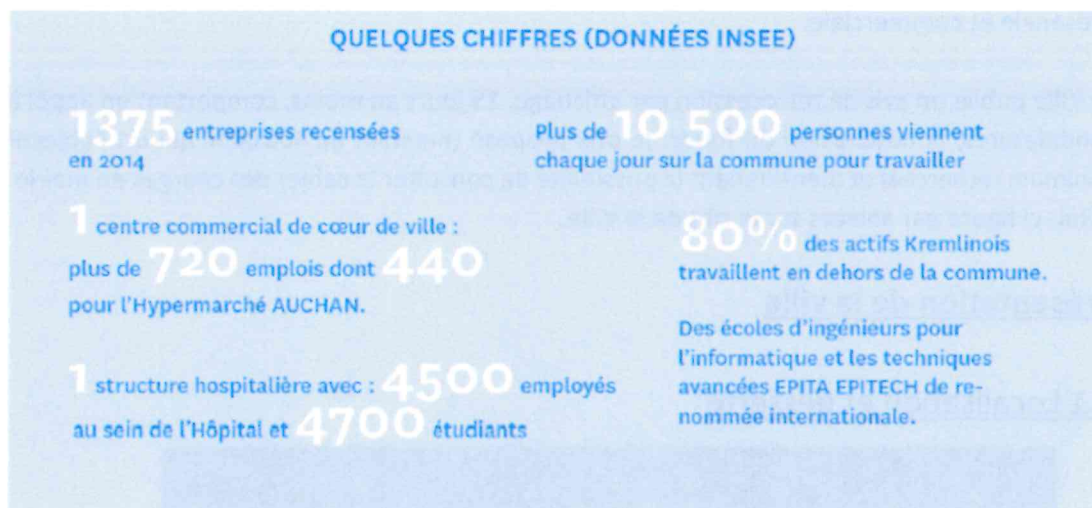 QUELQUES CHIFFRES (DONNÉES INSEE)
1375 entreprises recensées
en 2014
1 centre commercial de cœur de ville :
plus de 720 emplois dont 440
pour l'Hypermarché AUCHAN.
1 structure hospitalière avec : 4500 employés
au sein de l'Hôpital et 4700 étudiants
Plus de 10 500 personnes viennent
chaque jour sur la commune pour travailler
80% des actifs Kremlinois
travaillent en dehors de la commune.
Des écoles d'ingénieurs pour
l'informatique et les techniques
avancées EPITA EPITECH de re-
nommée internationale.